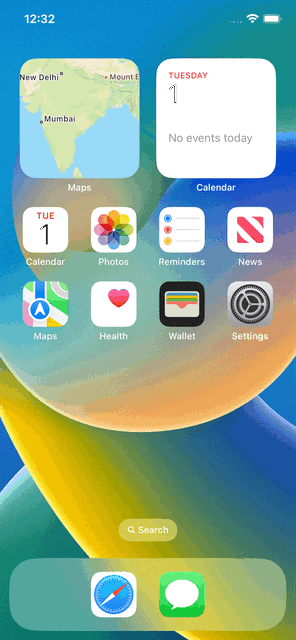 12:32
New Delhi
Mount E
Mumbai
TUESDAY
1
No events today
Maps
Calendar
TUE
1
Calendar
Photos
Reminders
News
Maps
Health
Wallet
Settings
Search